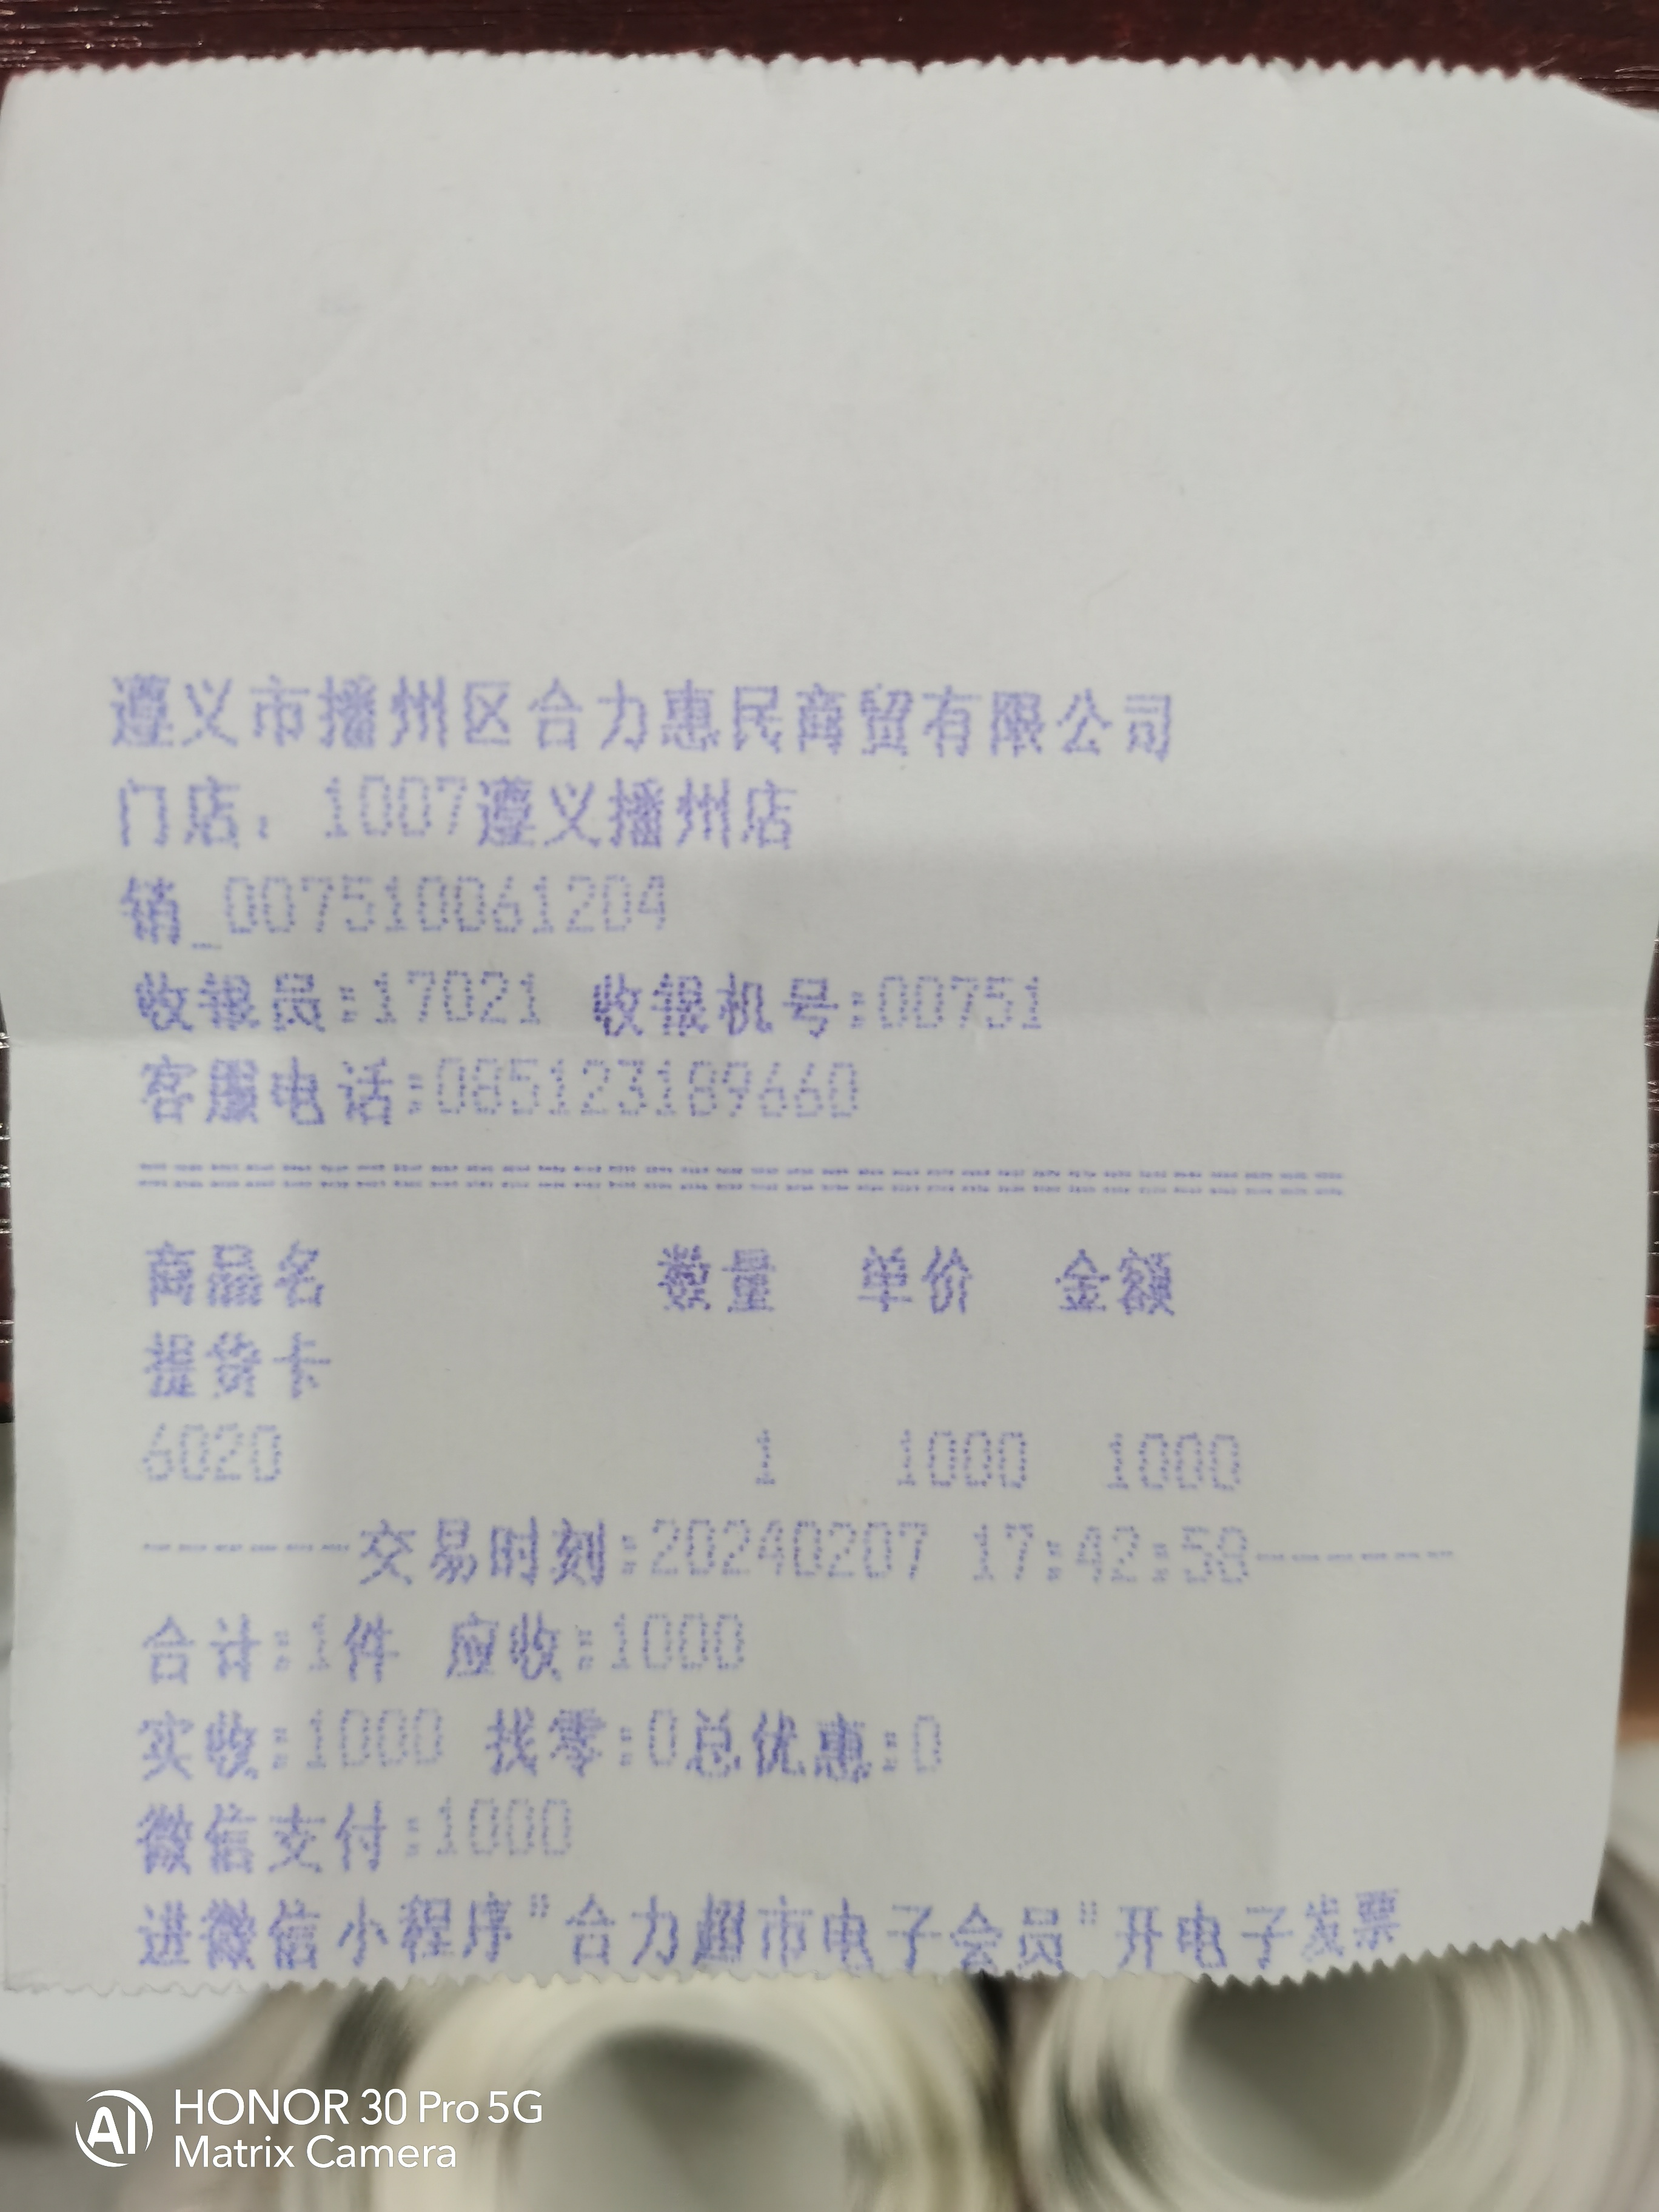 遵义市播州区合力惠民商贸有限公司
门店: 1007遵义播州店
销_007510061204
收银员:17021 收银机号:00751
客服电话:085123189660
商品名 数量 单价 金额
提货卡
6020 1 1000 1000
------交易时刻:20240207 17:42:58------
合计:1件 应收:1000
实收:1000 找零:0总优惠:0
微信支付:1000
进微信小程序"合力超市电子会员"开电子发票
AI HONOR 30 Pro 5G
Matrix Camera